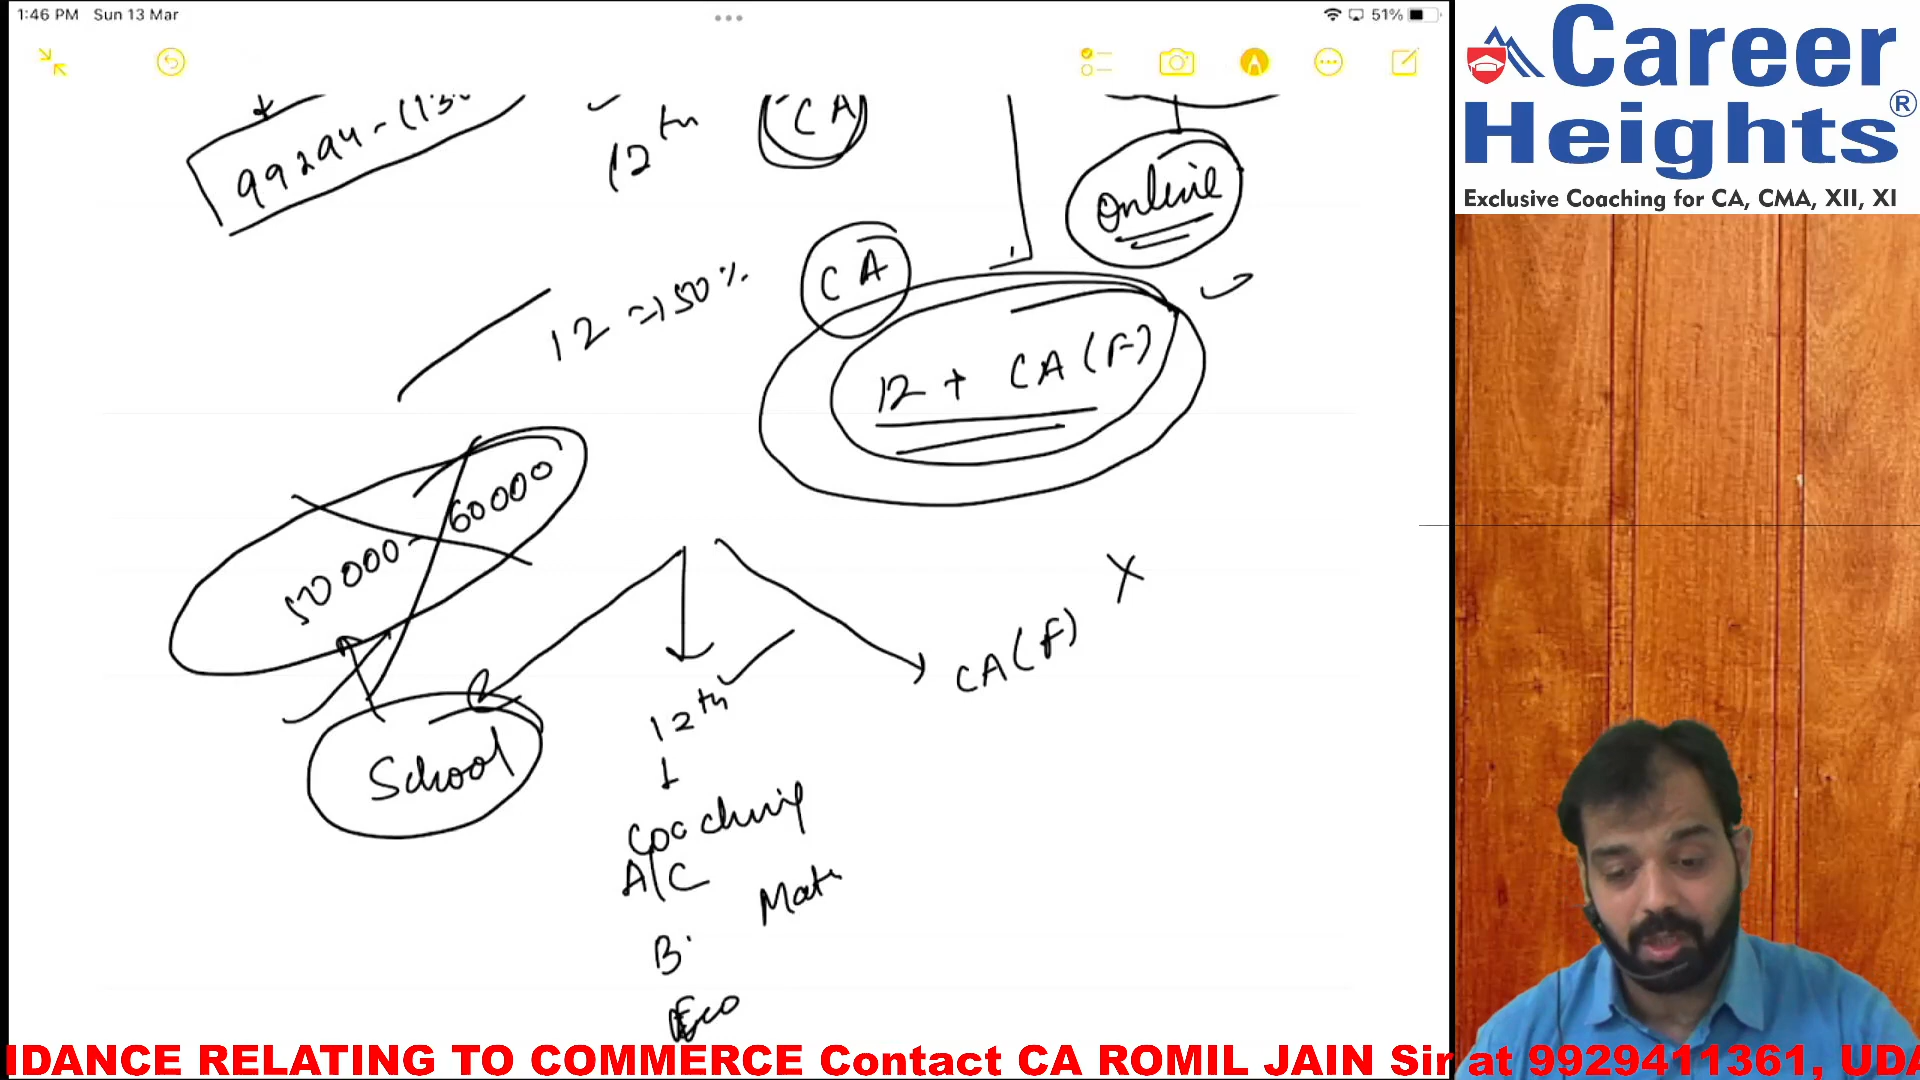 1:46 PM Sun 13 Mar
51%
Career
Heights®
Exclusive Coaching for CA, CMA, XII, XI
99294-(13
12th
CA
Online
CA
12 => 50%
12 + CA (F)
50000-60000
CA (F) X
12th
School
Coaching
A/C
Mat
B
Eco
IDANCE RELATING TO COMMERCE Contact CA ROMIL JAIN Sir at 9929411361, UDA